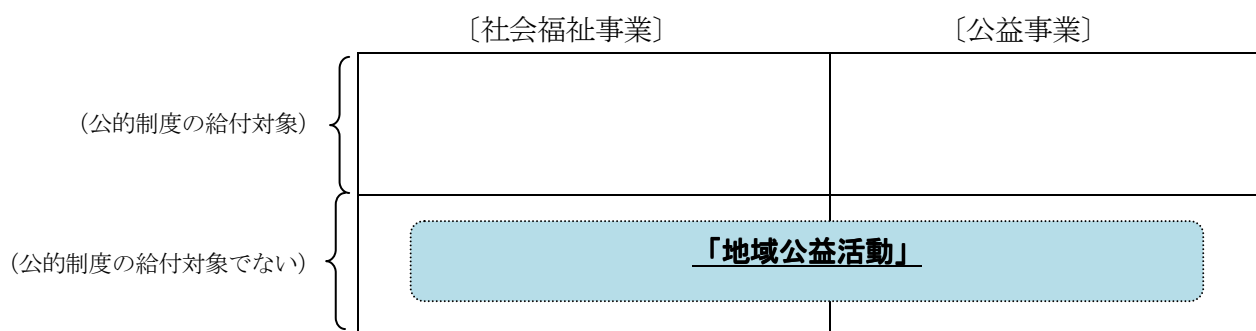 〔社会福祉事業〕 〔公益事業〕
（公的制度の給付対象）
「地域公益活動」
（公的制度の給付対象でない）